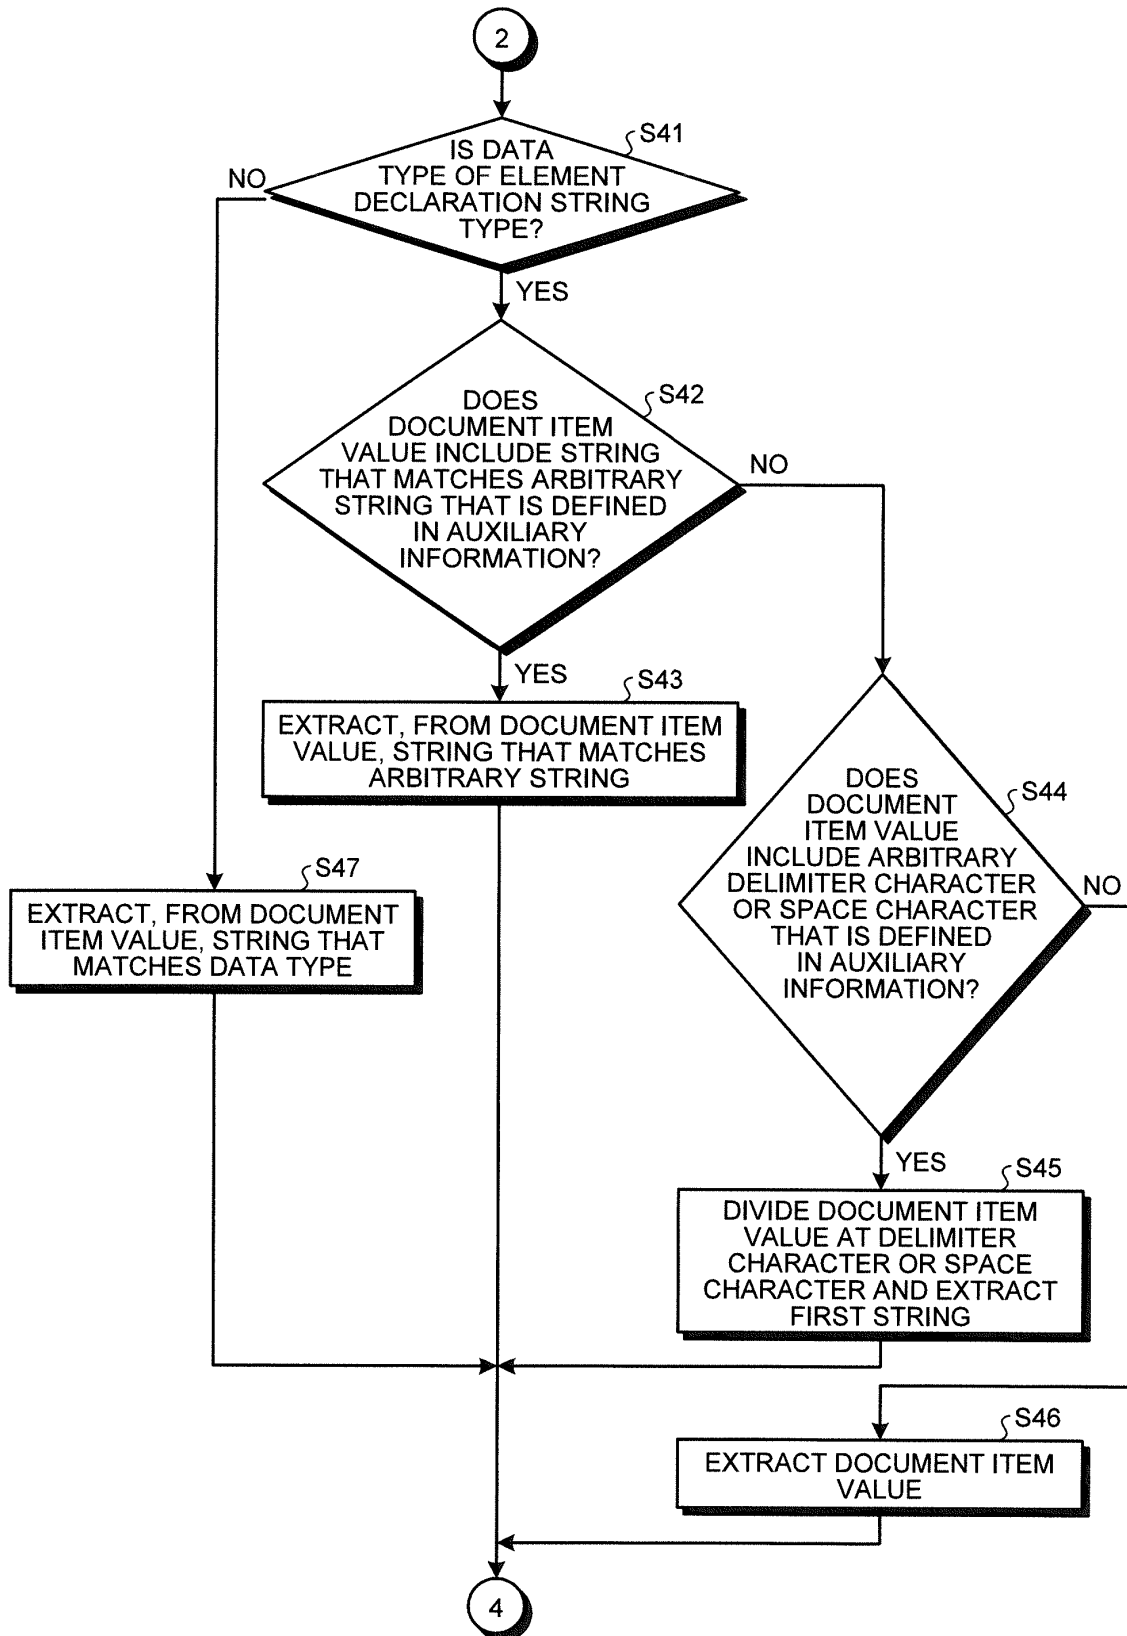 2
S41
IS DATA
TYPE OF ELEMENT
DECLARATION STRING
TYPE?
NO
YES
S42
DOES
DOCUMENT ITEM
VALUE INCLUDE STRING
THAT MATCHES ARBITRARY
STRING THAT IS DEFINED
IN AUXILIARY
INFORMATION?
NO
YES
S43
EXTRACT, FROM DOCUMENT ITEM
VALUE, STRING THAT MATCHES
ARBITRARY STRING
S44
DOES
DOCUMENT
ITEM VALUE
INCLUDE ARBITRARY
DELIMITER CHARACTER
OR SPACE CHARACTER
THAT IS DEFINED
IN AUXILIARY
INFORMATION?
NO
S47
EXTRACT, FROM DOCUMENT
ITEM VALUE, STRING THAT
MATCHES DATA TYPE
YES
S45
DIVIDE DOCUMENT ITEM
VALUE AT DELIMITER
CHARACTER OR SPACE
CHARACTER AND EXTRACT
FIRST STRING
S46
EXTRACT DOCUMENT ITEM
VALUE
4